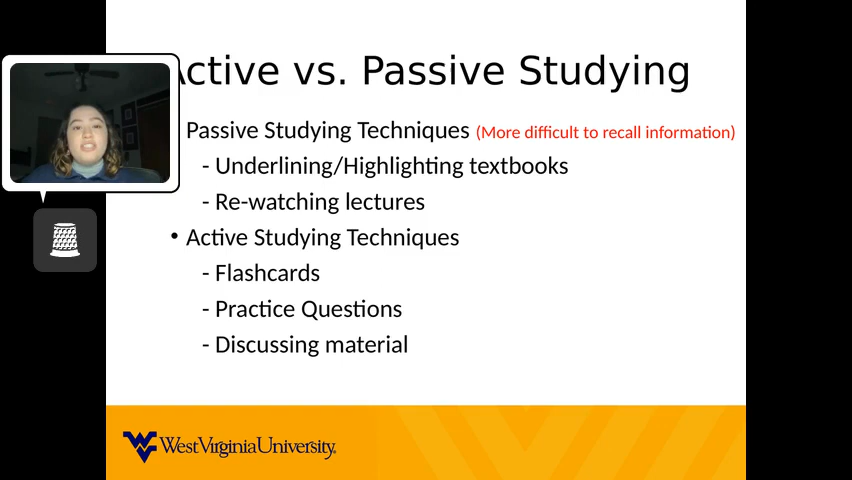 Active vs. Passive Studying
Passive Studying Techniques (More difficult to recall information)
- Underlining/Highlighting textbooks
- Re-watching lectures
• Active Studying Techniques
- Flashcards
- Practice Questions
- Discussing material
WestVirginiaUniversity.